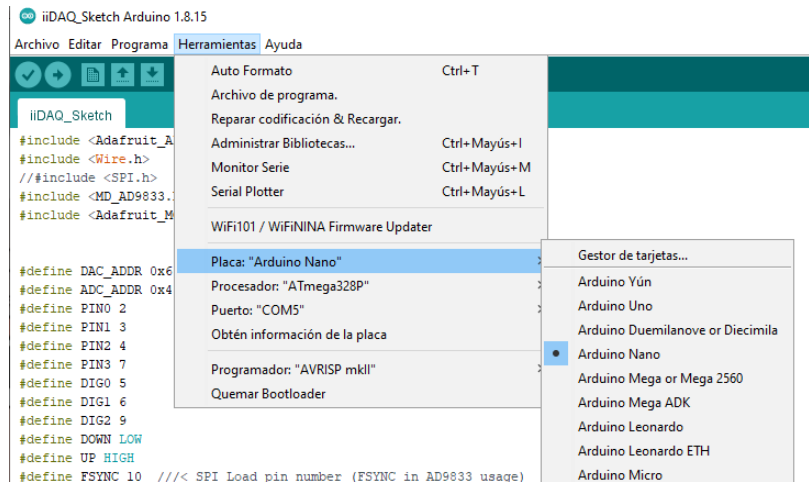 iiDAQ_Sketch Arduino 1.8.15
Archivo Editar Programa Herramientas Ayuda
iiDAQ_Sketch
#include <Adafruit_A
#include <Wire.h>
//#include <SPI.h>
#include <MD_AD9833.
#include <Adafruit_M
#define DAC_ADDR 0x6
#define ADC_ADDR 0x4
#define PIN0 2
#define PIN1 3
#define PIN2 4
#define PIN3 7
#define DIG0 5
#define DIG1 6
#define DIG2 9
#define DOWN LOW
#define UP HIGH
#define FSYNC 10 ///< SPI Load pin number (FSYNC in AD9833 usage)
Auto Formato Ctrl+T
Archivo de programa.
Reparar codificación & Recargar.
Administrar Bibliotecas... Ctrl+Mayús+I
Monitor Serie Ctrl+Mayús+M
Serial Plotter Ctrl+Mayús+L
WiFi101 / WiFiNINA Firmware Updater
Placa: "Arduino Nano"
Procesador: "ATmega328P"
Puerto: "COM5"
Obtén información de la placa
Programador: "AVRISP mkII"
Quemar Bootloader
Gestor de tarjetas...
Arduino Yún
Arduino Uno
Arduino Duemilanove or Diecimila
Arduino Nano
Arduino Mega or Mega 2560
Arduino Mega ADK
Arduino Leonardo
Arduino Leonardo ETH
Arduino Micro